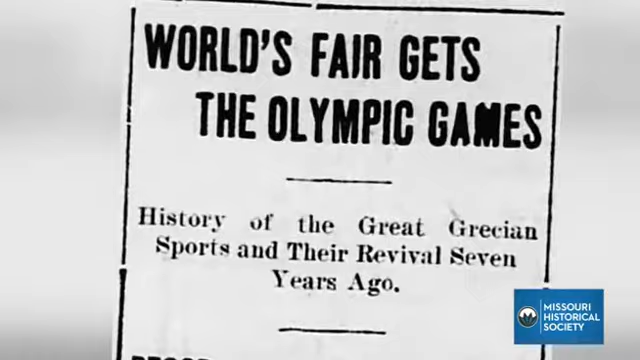 WORLD'S FAIR GETS
THE OLYMPIC GAMES
History of the Great Grecian
Sports and Their Revival Seven
Years Ago.
MISSOURI
HISTORICAL
SOCIETY